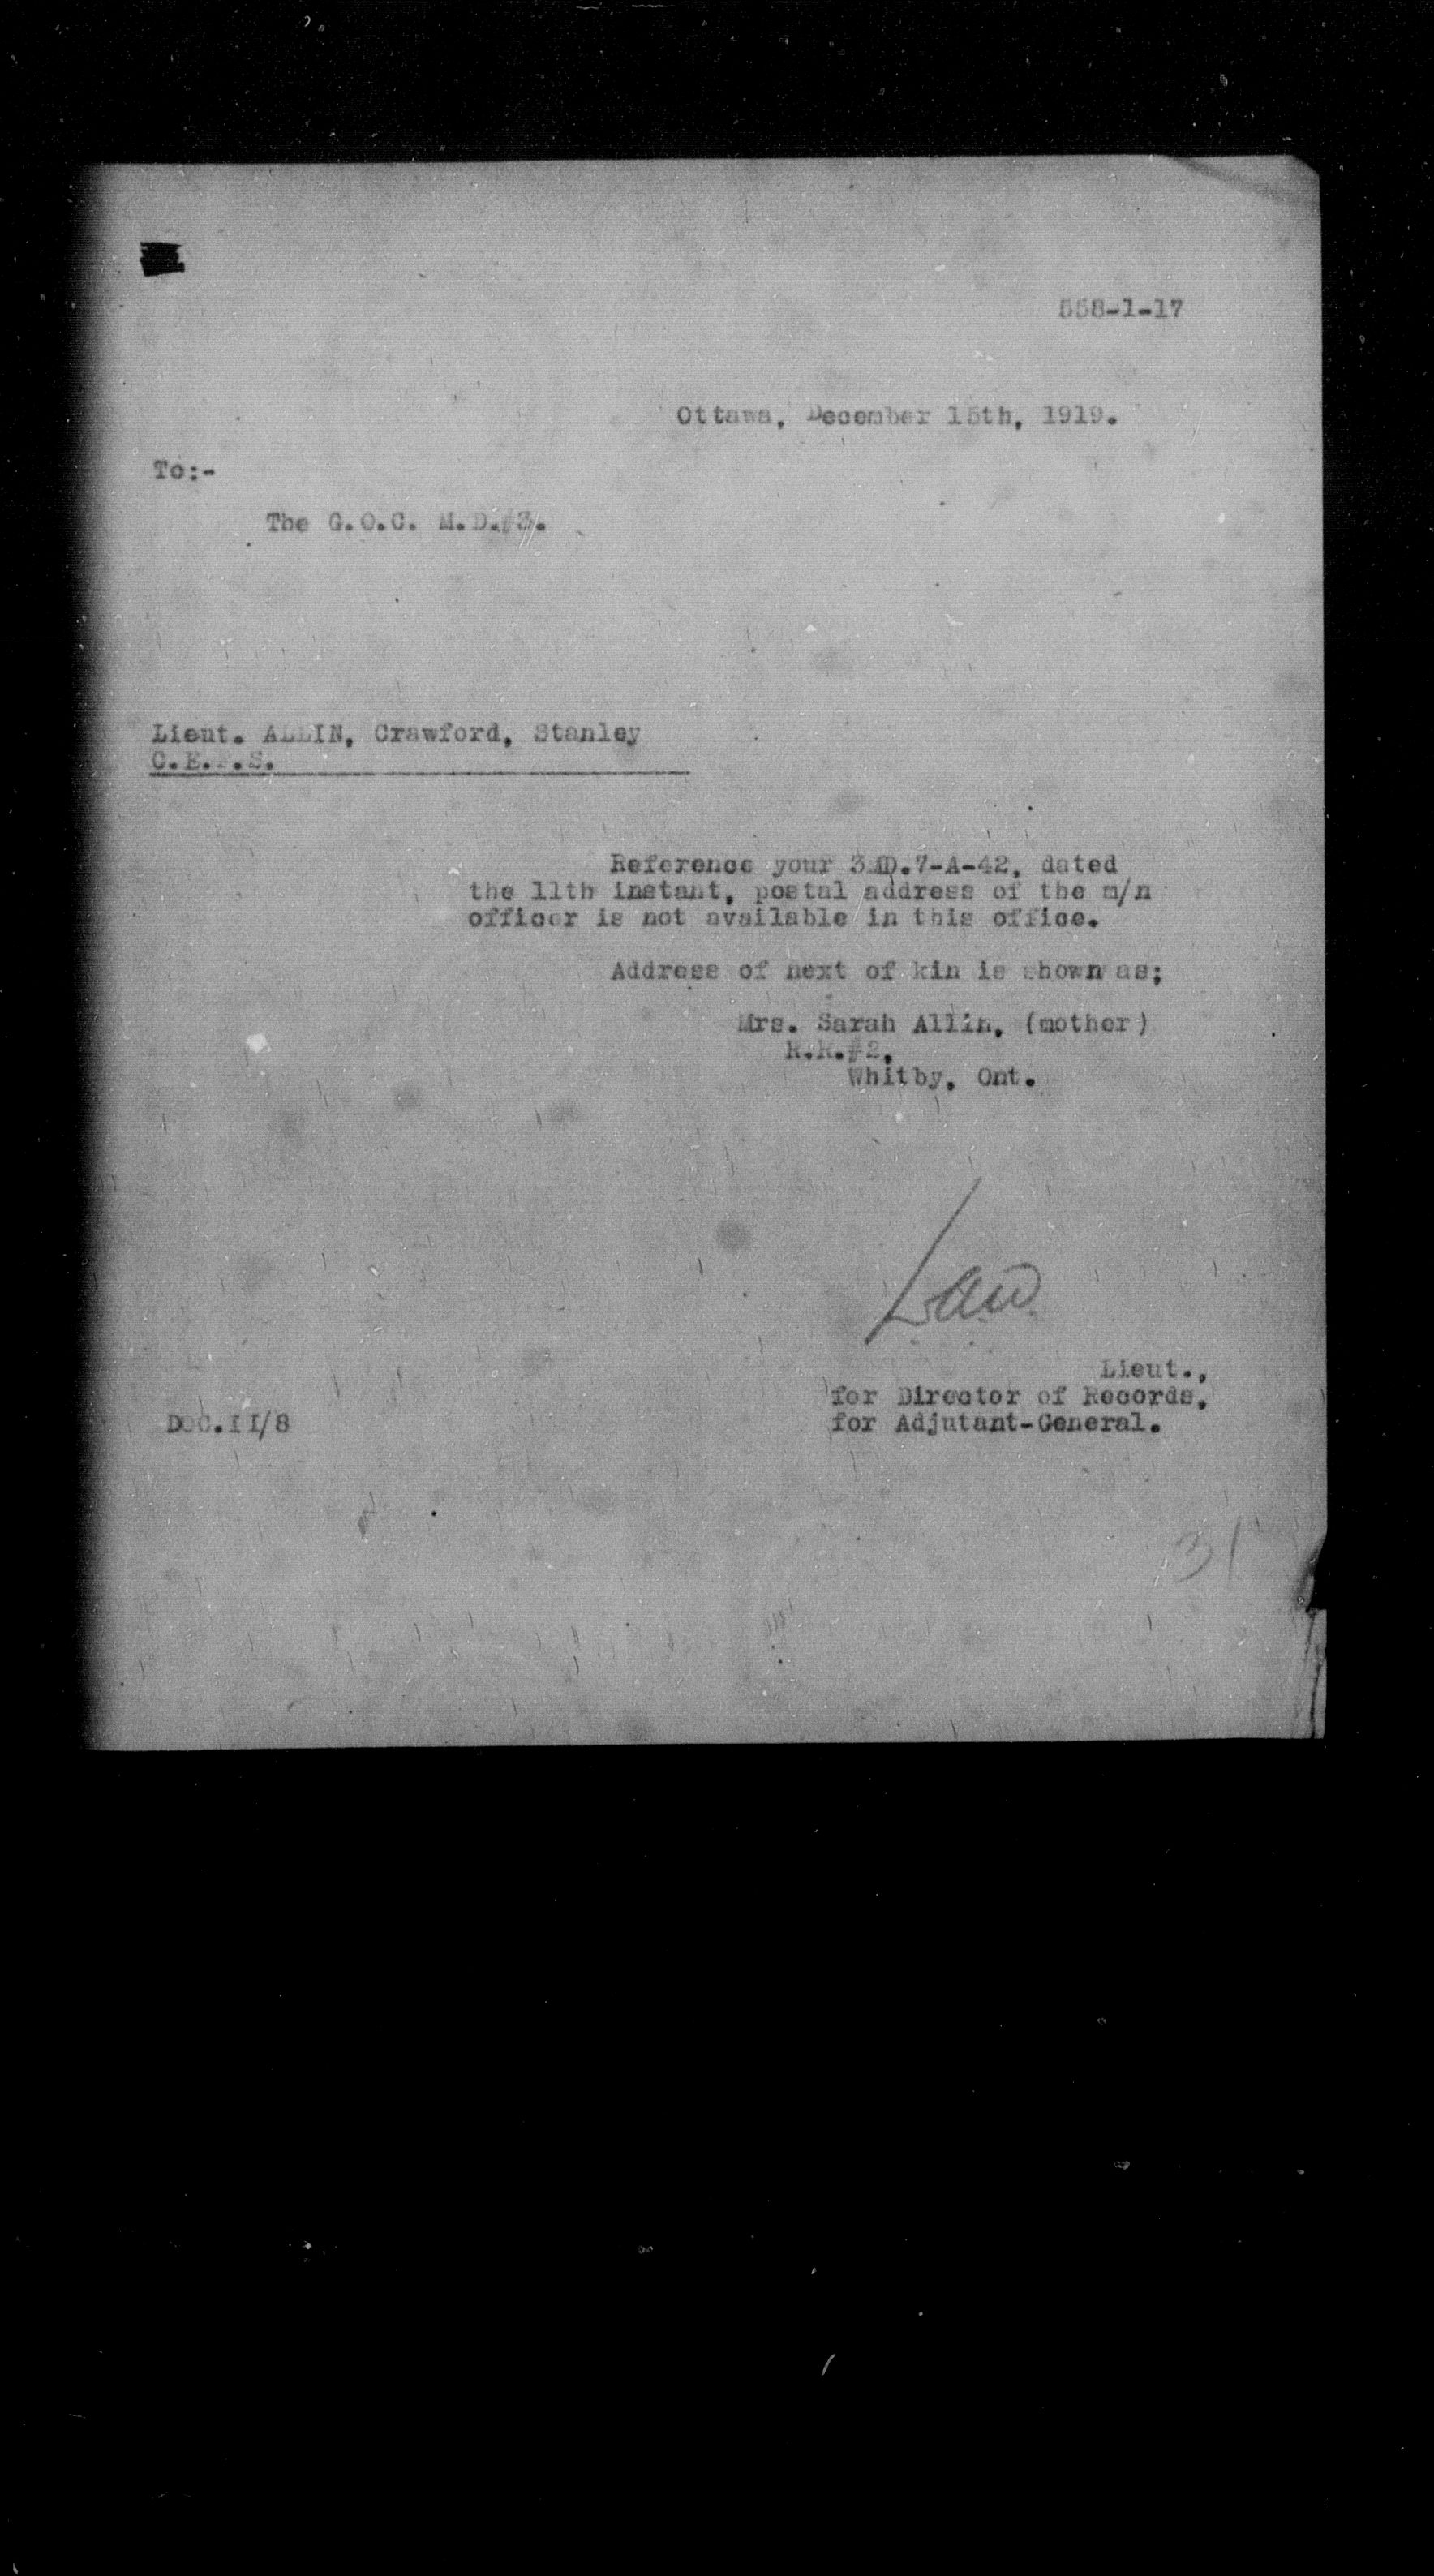 558-1-17
Ottawa, December 15th, 1919.
To:-
The G.O.C. M.D.#3.
Lieut. ALLIN, Crawford, Stanley
Reference your 3MD.7-A-42, dated
the 11th instant, postal address of the m/n
officer is not available in this office.
Address of next of kin is shown as;
Mrs. Sarah Allin, (mother)
R.R.#2,
Whitby, Ont.
Lieut.,
for Director of Records,
DOC.II/8
for Adjutant-General.
31